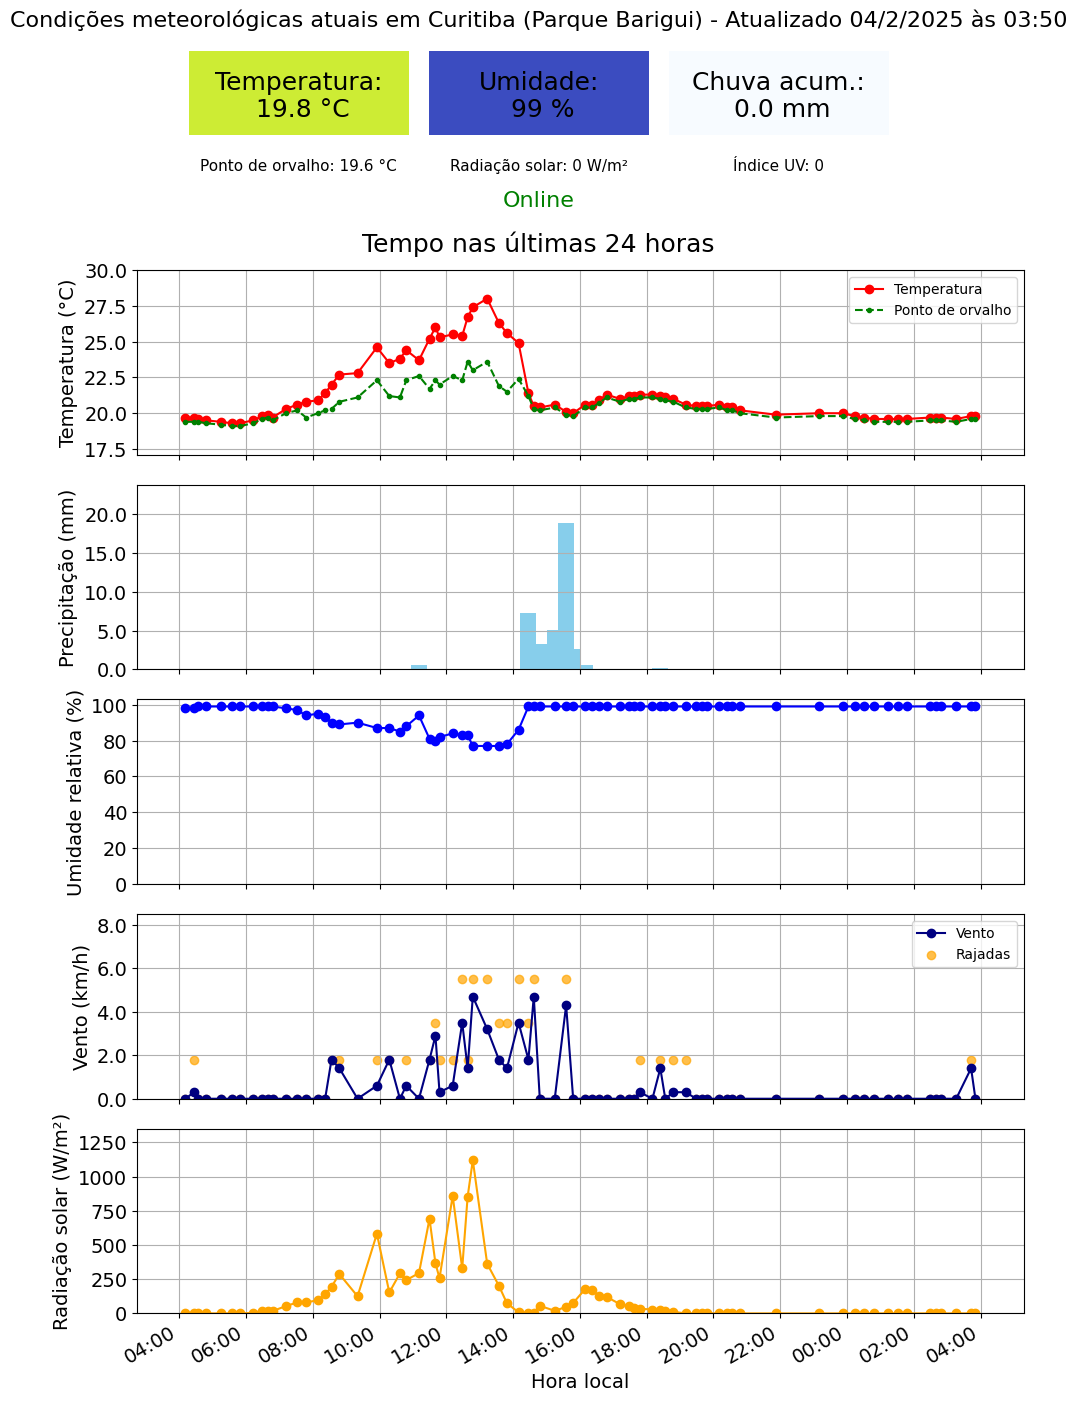 Condições meteorológicas atuais em Curitiba (Parque Barigui) - Atualizado 04/2/2025 às 03:50
Temperatura:
19.8 °C
Umidade:
99 %
Chuva acum.:
0.0 mm
Ponto de orvalho: 19.6 °C
Radiação solar: 0 W/m²
Índice UV: 0
Online
Tempo nas últimas 24 horas
Temperatura (°C)
30.0
27.5
25.0
22.5
20.0
17.5
Temperatura
Ponto de orvalho
Precipitação (mm)
20.0
15.0
10.0
5.0
0.0
Umidade relativa (%)
100
80
60
40
20
0
Vento (km/h)
8.0
6.0
4.0
2.0
0.0
Vento
Rajadas
Radiação solar (W/m²)
1250
1000
750
500
250
0
04:00
06:00
08:00
10:00
12:00
14:00
16:00
18:00
20:00
22:00
00:00
02:00
04:00
Hora local